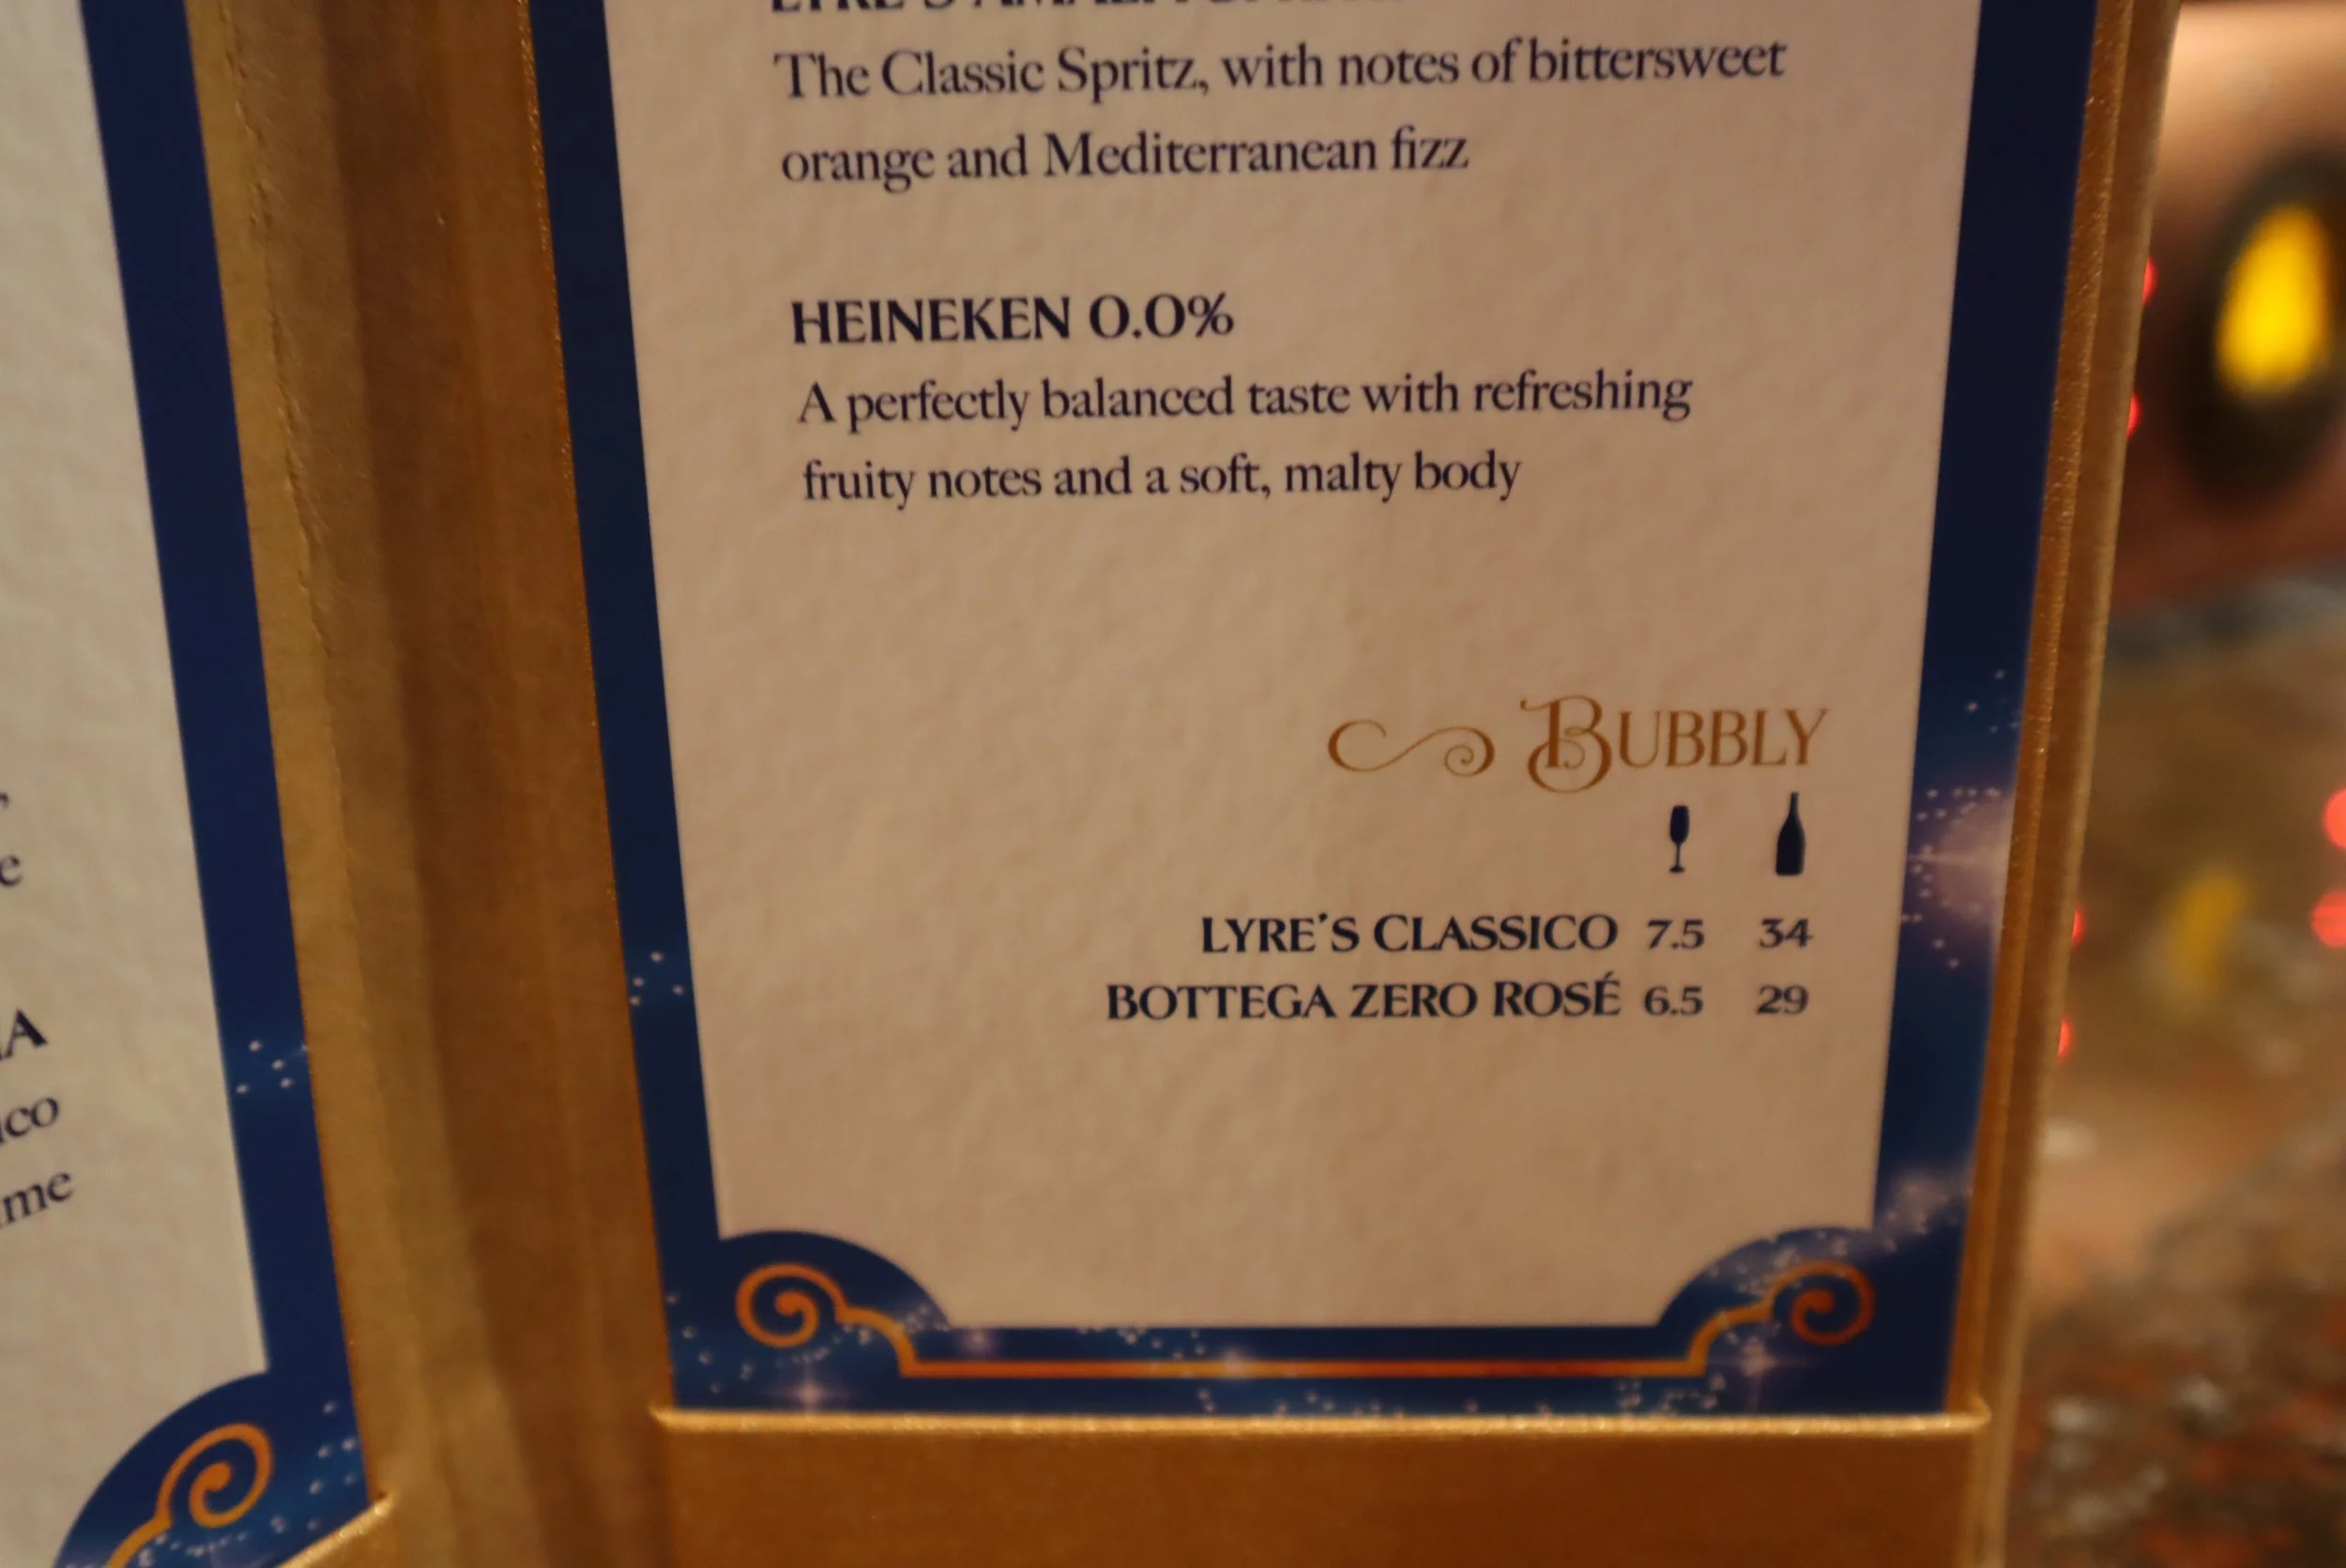 The Classic Spritz, with notes of bittersweet
orange and Mediterranean fizz
HEINEKEN 0.0%
A perfectly balanced taste with refreshing
fruity notes and a soft, malty body
BUBBLY
LYRE'S CLASSICO 7.5 34
BOTTEGA ZERO ROSÉ 6.5 29